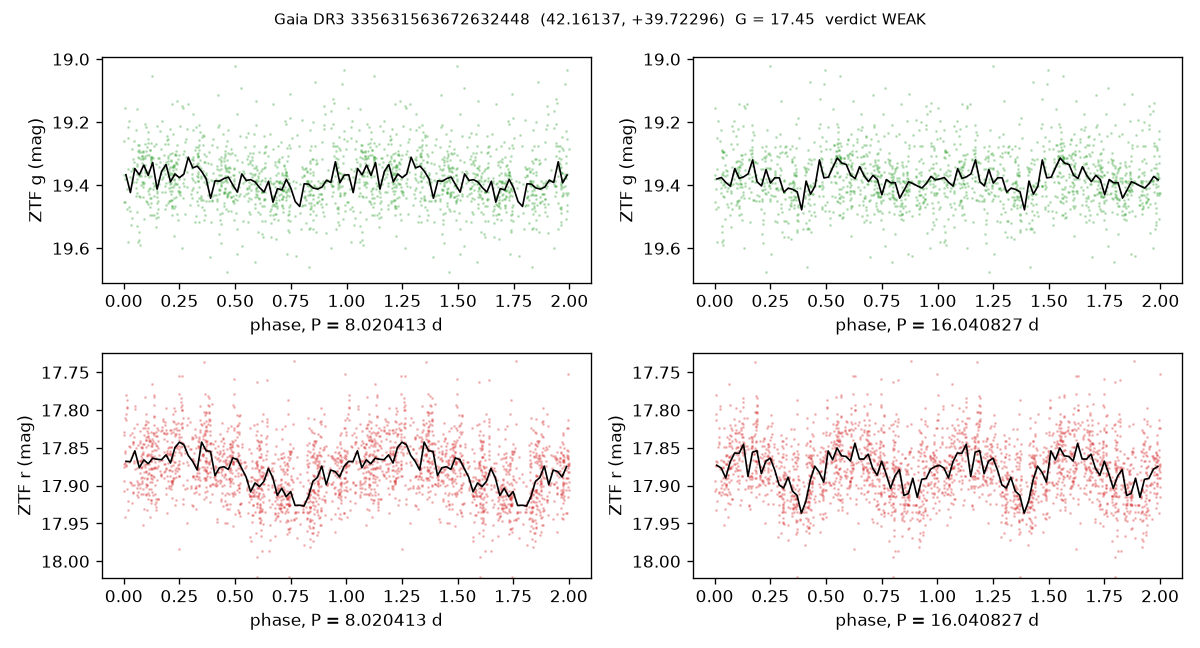 Gaia DR3 335631563672632448 (42.16137, +39.72296) G = 17.45 verdict WEAK
ZTF g (mag)
19.0
19.2
19.4
19.6
0.00 0.25 0.50 0.75 1.00 1.25 1.50 1.75 2.00
phase, P = 8.020413 d
ZTF g (mag)
19.0
19.2
19.4
19.6
0.00 0.25 0.50 0.75 1.00 1.25 1.50 1.75 2.00
phase, P = 16.040827 d
ZTF r (mag)
17.75
17.80
17.85
17.90
17.95
18.00
0.00 0.25 0.50 0.75 1.00 1.25 1.50 1.75 2.00
phase, P = 8.020413 d
ZTF r (mag)
17.75
17.80
17.85
17.90
17.95
18.00
0.00 0.25 0.50 0.75 1.00 1.25 1.50 1.75 2.00
phase, P = 16.040827 d